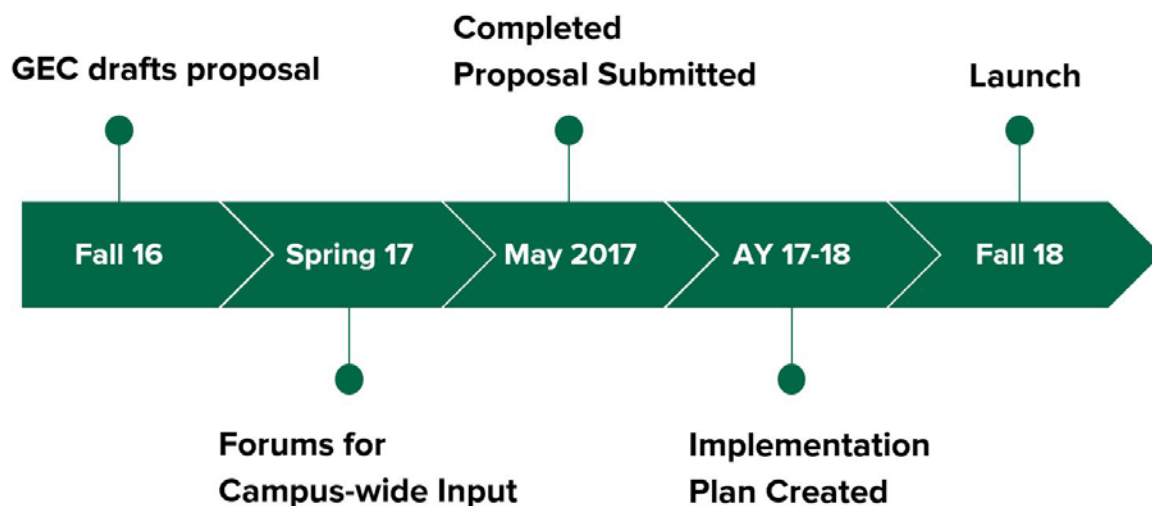 GEC drafts proposal
Completed
Proposal Submitted
Launch
Fall 16
Spring 17
May 2017
AY 17-18
Fall 18
Forums for
Campus-wide Input
Implementation
Plan Created